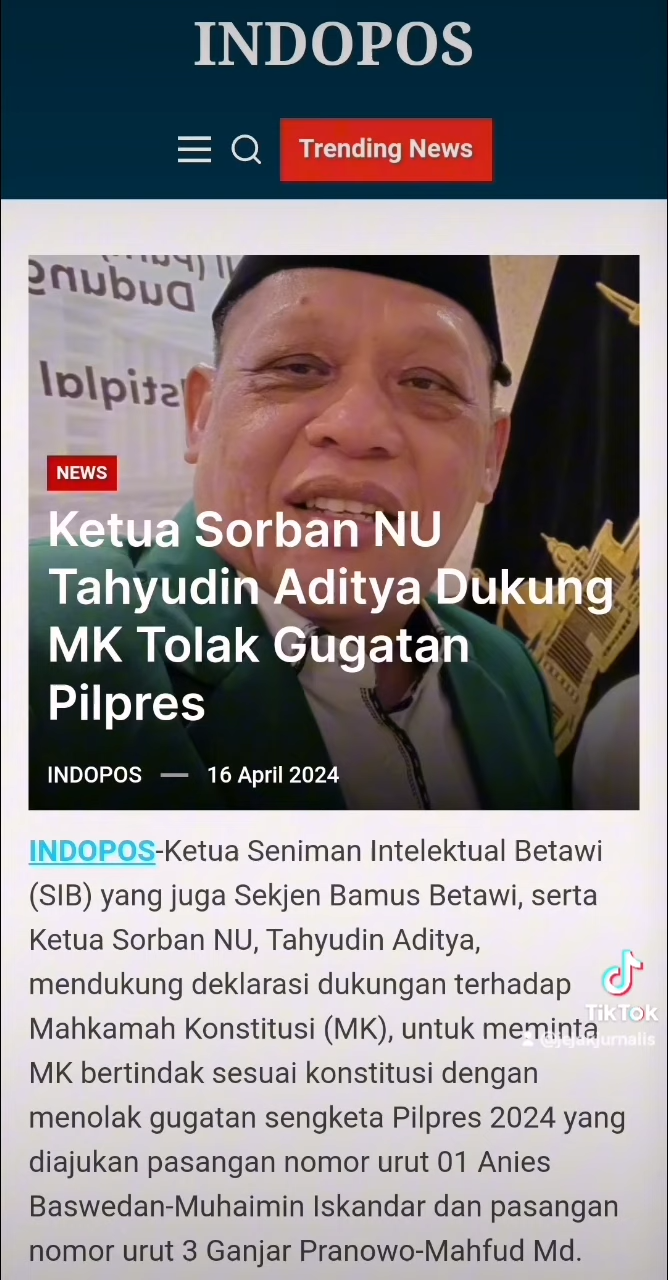 INDOPOS
Trending News
Dudung
Istiqlal
NEWS
Ketua Sorban NU
Tahyudin Aditya Dukung
MK Tolak Gugatan
Pilpres
INDOPOS — 16 April 2024
INDOPOS-Ketua Seniman Intelektual Betawi
(SIB) yang juga Sekjen Bamus Betawi, serta
Ketua Sorban NU, Tahyudin Aditya,
mendukung deklarasi dukungan terhadap
Mahkamah Konstitusi (MK), untuk meminta
MK bertindak sesuai konstitusi dengan
menolak gugatan sengketa Pilpres 2024 yang
diajukan pasangan nomor urut 01 Anies
Baswedan-Muhaimin Iskandar dan pasangan
nomor urut 3 Ganjar Pranowo-Mahfud Md.
TikTok
@jejakjurnalis